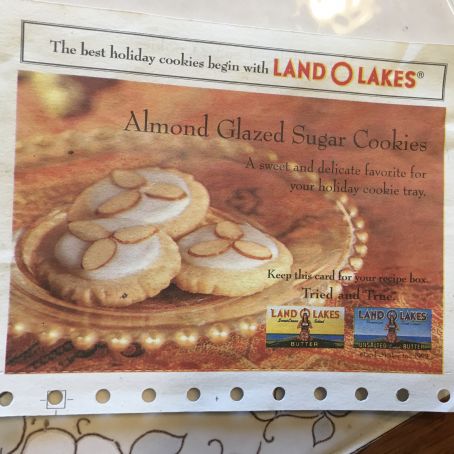 The best holiday cookies begin with LAND O LAKES®
Almond Glazed Sugar Cookies
A sweet and delicate favorite for
your holiday cookie tray.
Keep this card for your recipe box.
Tried and True.
LAND O LAKES
BUTTER
LAND O LAKES
UNSALTED BUTTER